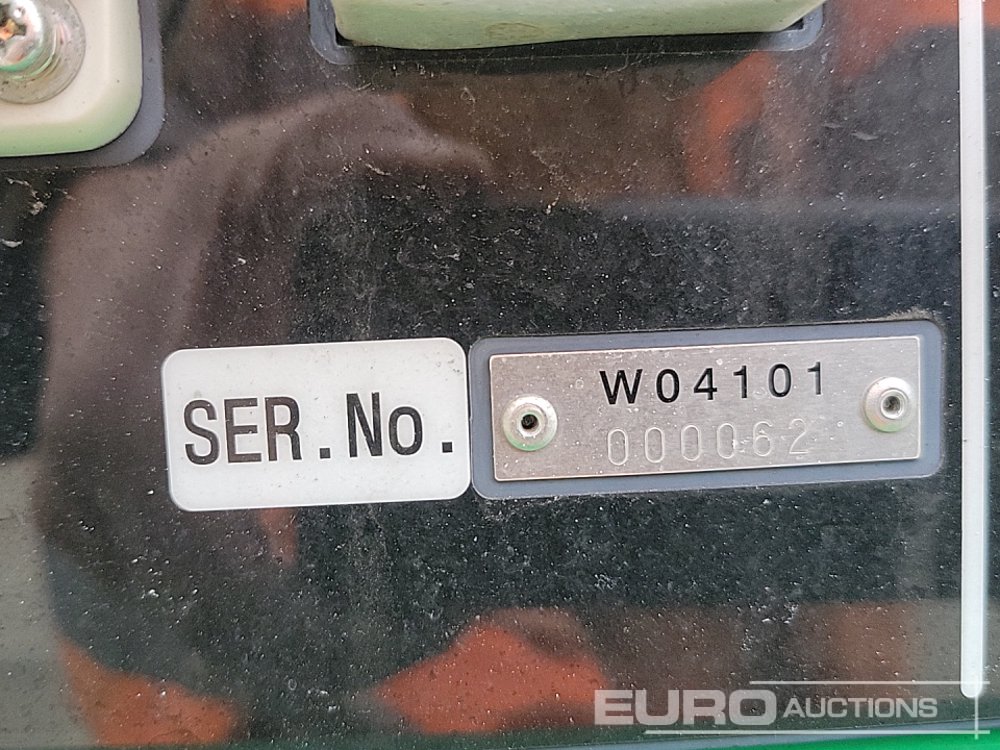 SER.No.
W04101
000062
EURO AUCTIONS